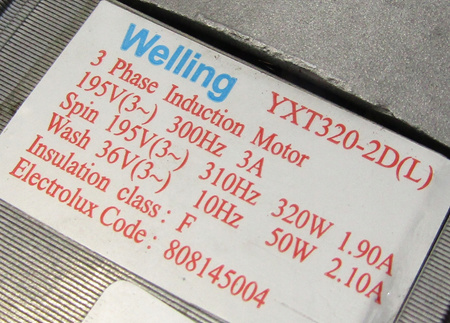 Welling
YXT320-2D(L)
3 Phase Induction Motor
195V(3~) 300Hz 3A
Spin 195V(3~) 310Hz 320W 1.90A
Wash 36V(3~) 10Hz 50W 2.10A
Insulation class: F
Electrolux Code: 808145004